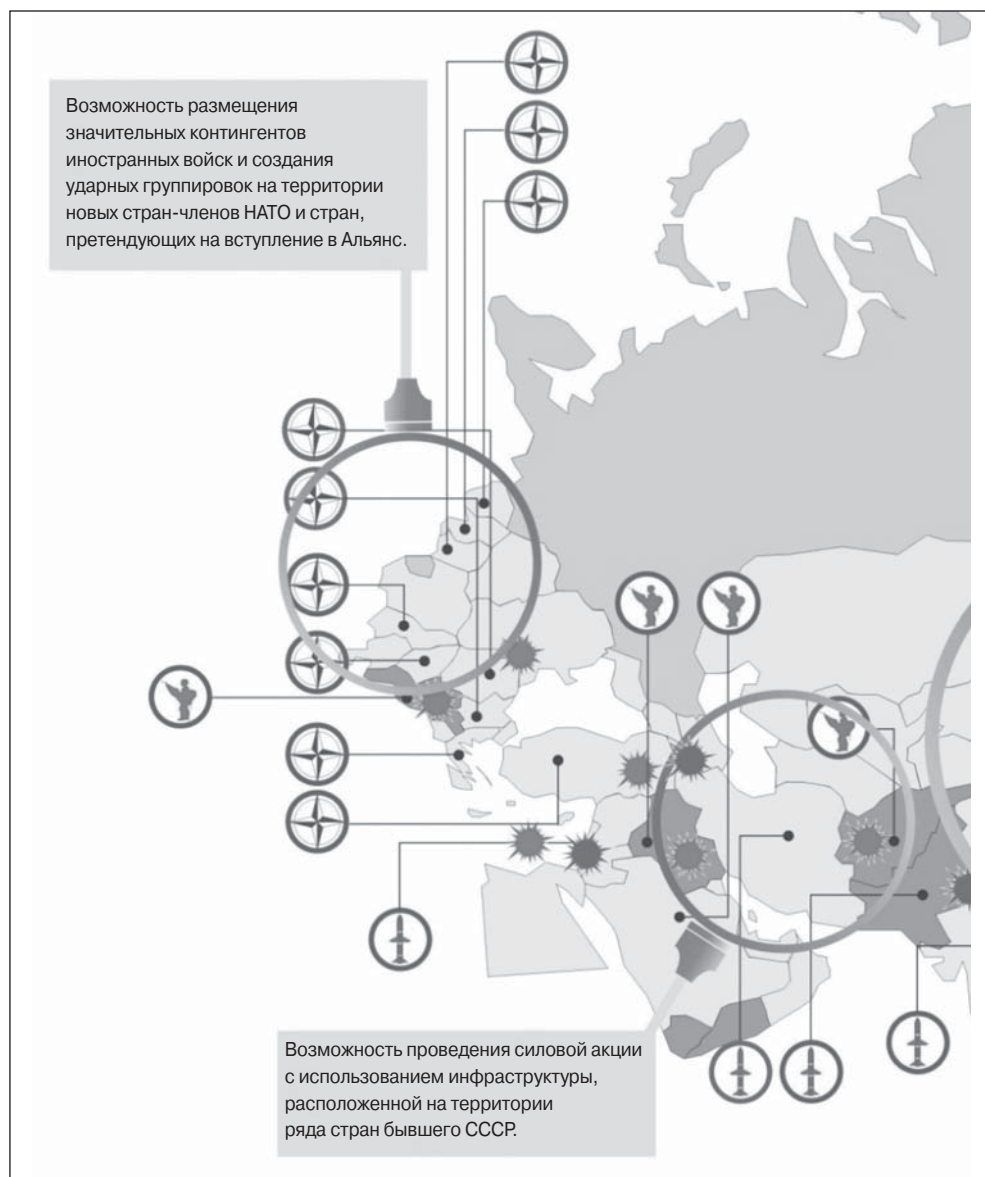 Возможность размещения
значительных контингентов
иностранных войск и создания
ударных группировок на территории
новых стран-членов НАТО и стран,
претендующих на вступление в Альянс.
Возможность проведения силовой акции
с использованием инфраструктуры,
расположенной на территории
ряда стран бывшего СССР.